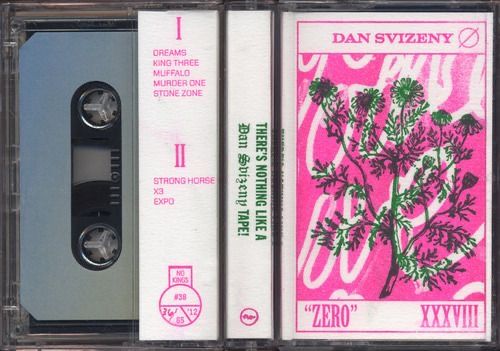 I
DREAMS
KING THREE
MUFFALO
MURDER ONE
STONE ZONE
II
STRONG HORSE
X3
EXPO
NO
KINGS
#38
'12
THERE'S NOTHING LIKE A
Dan Svizeny TAPE!
DAN SVIZENY
"ZERO" XXXVIII